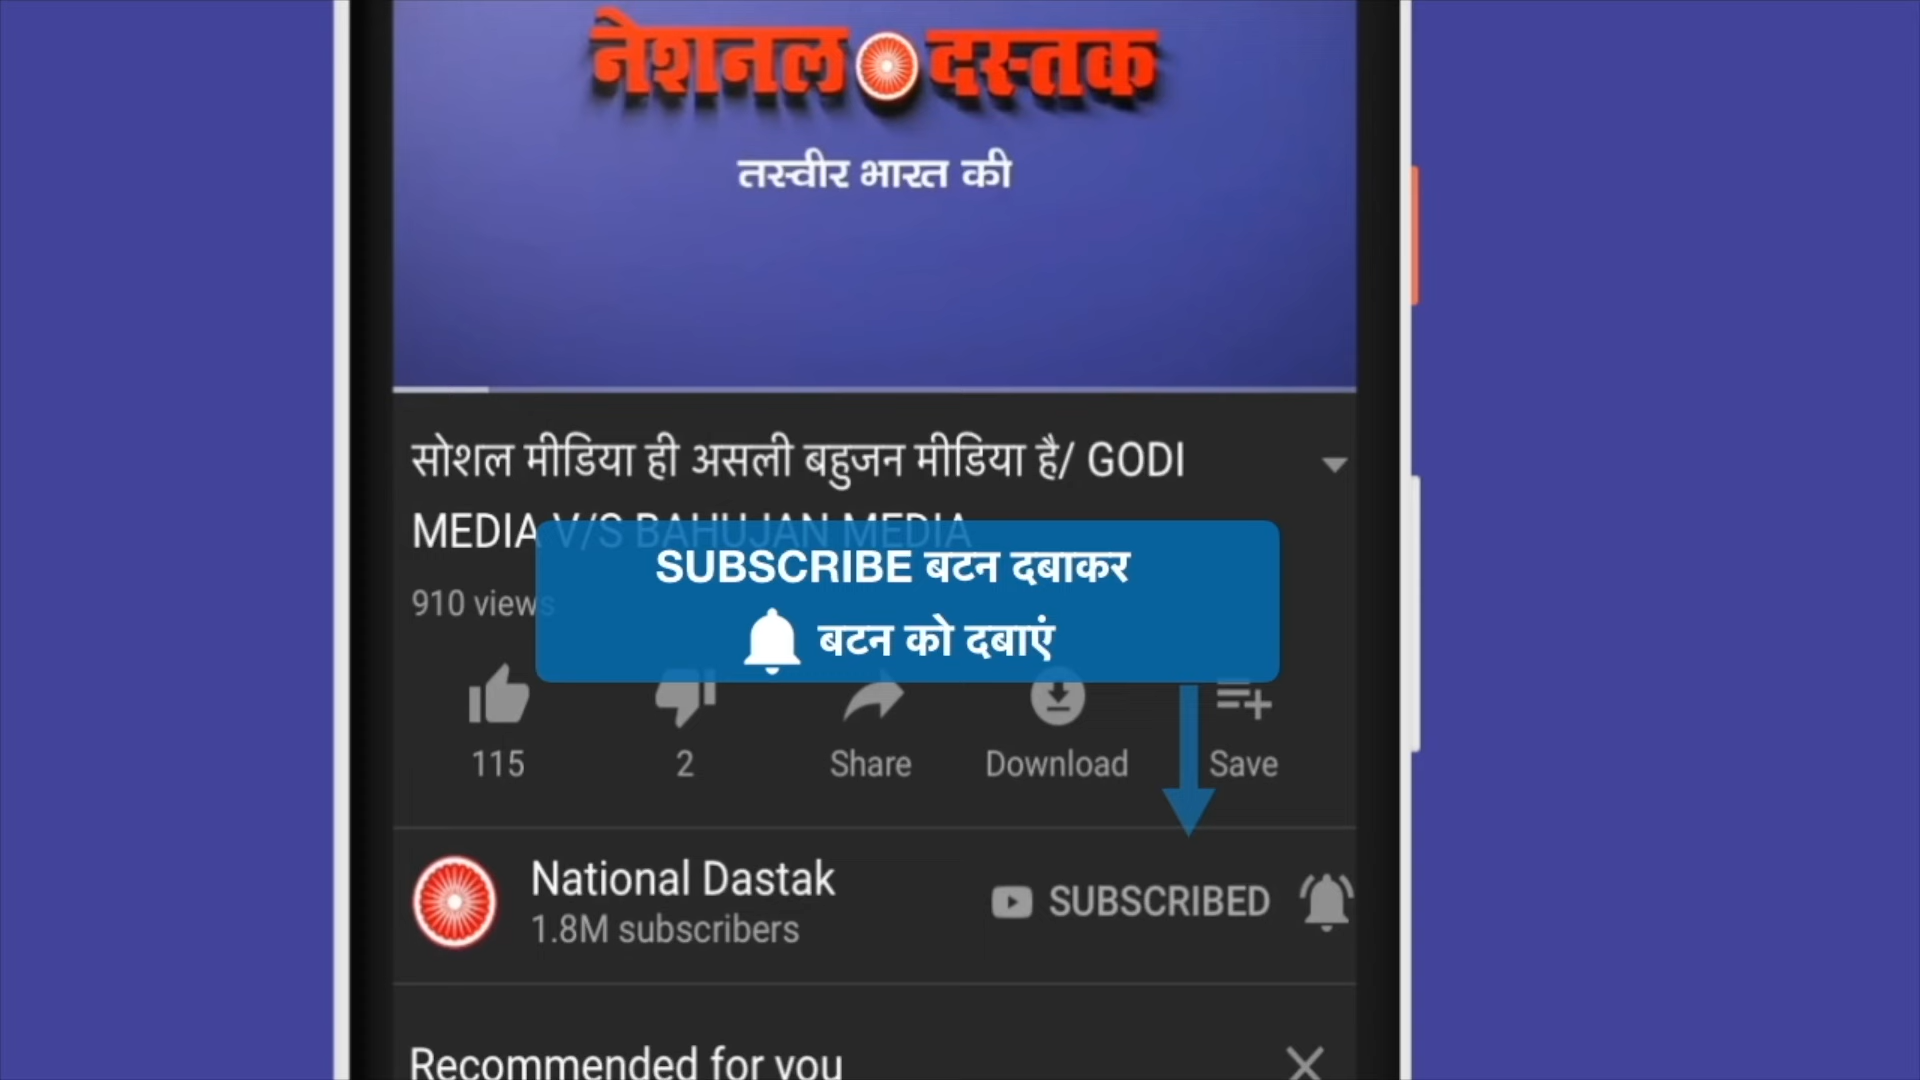 नेशनल दस्तक
तस्वीर भारत की
सोशल मीडिया ही असली बहुजन मीडिया है/ GODI
MEDIA V/S BAHUJAN MEDIA
SUBSCRIBE बटन दबाकर
910 views
बटन को दबाएं
115
2
Share
Download
Save
National Dastak
1.8M subscribers
SUBSCRIBED
Recommended for you